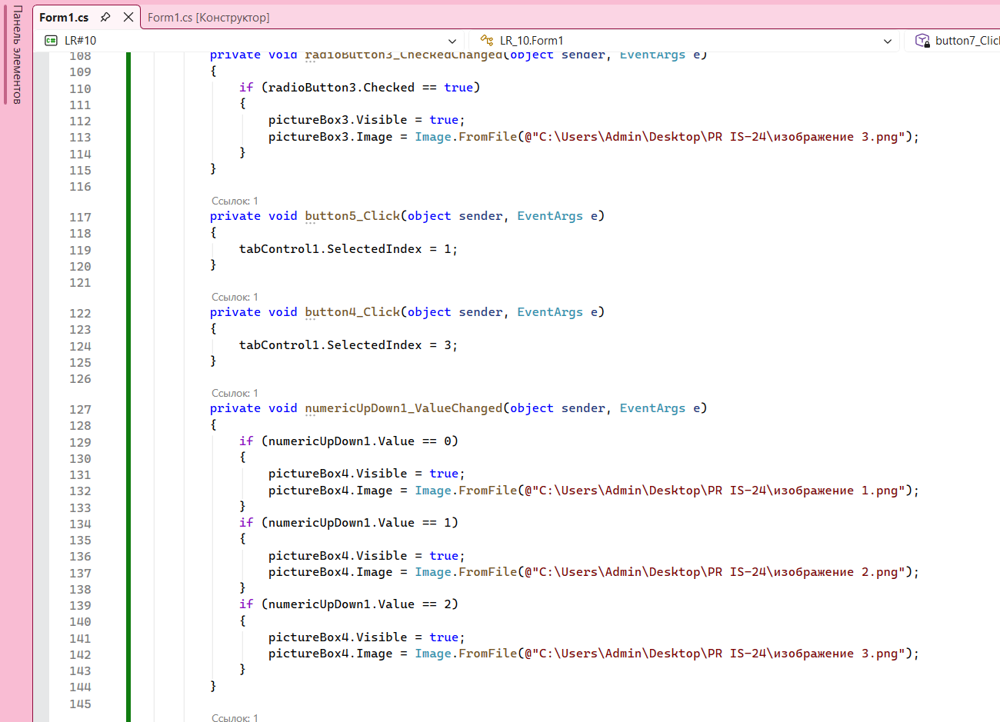 Панель элементов
Form1.cs Form1.cs [Конструктор]
C# LR#10 LR_10.Form1 button7_Clic
108 private void radioButton3_CheckedChanged(object sender, EventArgs e)
109 {
110 if (radioButton3.Checked == true)
111 {
112 pictureBox3.Visible = true;
113 pictureBox3.Image = Image.FromFile(@"C:\Users\Admin\Desktop\PR IS-24\изображение 3.png");
114 }
115 }
116
Ссылок: 1
117 private void button5_Click(object sender, EventArgs e)
118 {
119 tabControl1.SelectedIndex = 1;
120 }
121
Ссылок: 1
122 private void button4_Click(object sender, EventArgs e)
123 {
124 tabControl1.SelectedIndex = 3;
125 }
126
Ссылок: 1
127 private void numericUpDown1_ValueChanged(object sender, EventArgs e)
128 {
129 if (numericUpDown1.Value == 0)
130 {
131 pictureBox4.Visible = true;
132 pictureBox4.Image = Image.FromFile(@"C:\Users\Admin\Desktop\PR IS-24\изображение 1.png");
133 }
134 if (numericUpDown1.Value == 1)
135 {
136 pictureBox4.Visible = true;
137 pictureBox4.Image = Image.FromFile(@"C:\Users\Admin\Desktop\PR IS-24\изображение 2.png");
138 }
139 if (numericUpDown1.Value == 2)
140 {
141 pictureBox4.Visible = true;
142 pictureBox4.Image = Image.FromFile(@"C:\Users\Admin\Desktop\PR IS-24\изображение 3.png");
143 }
144 }
145
Ссылок: 1